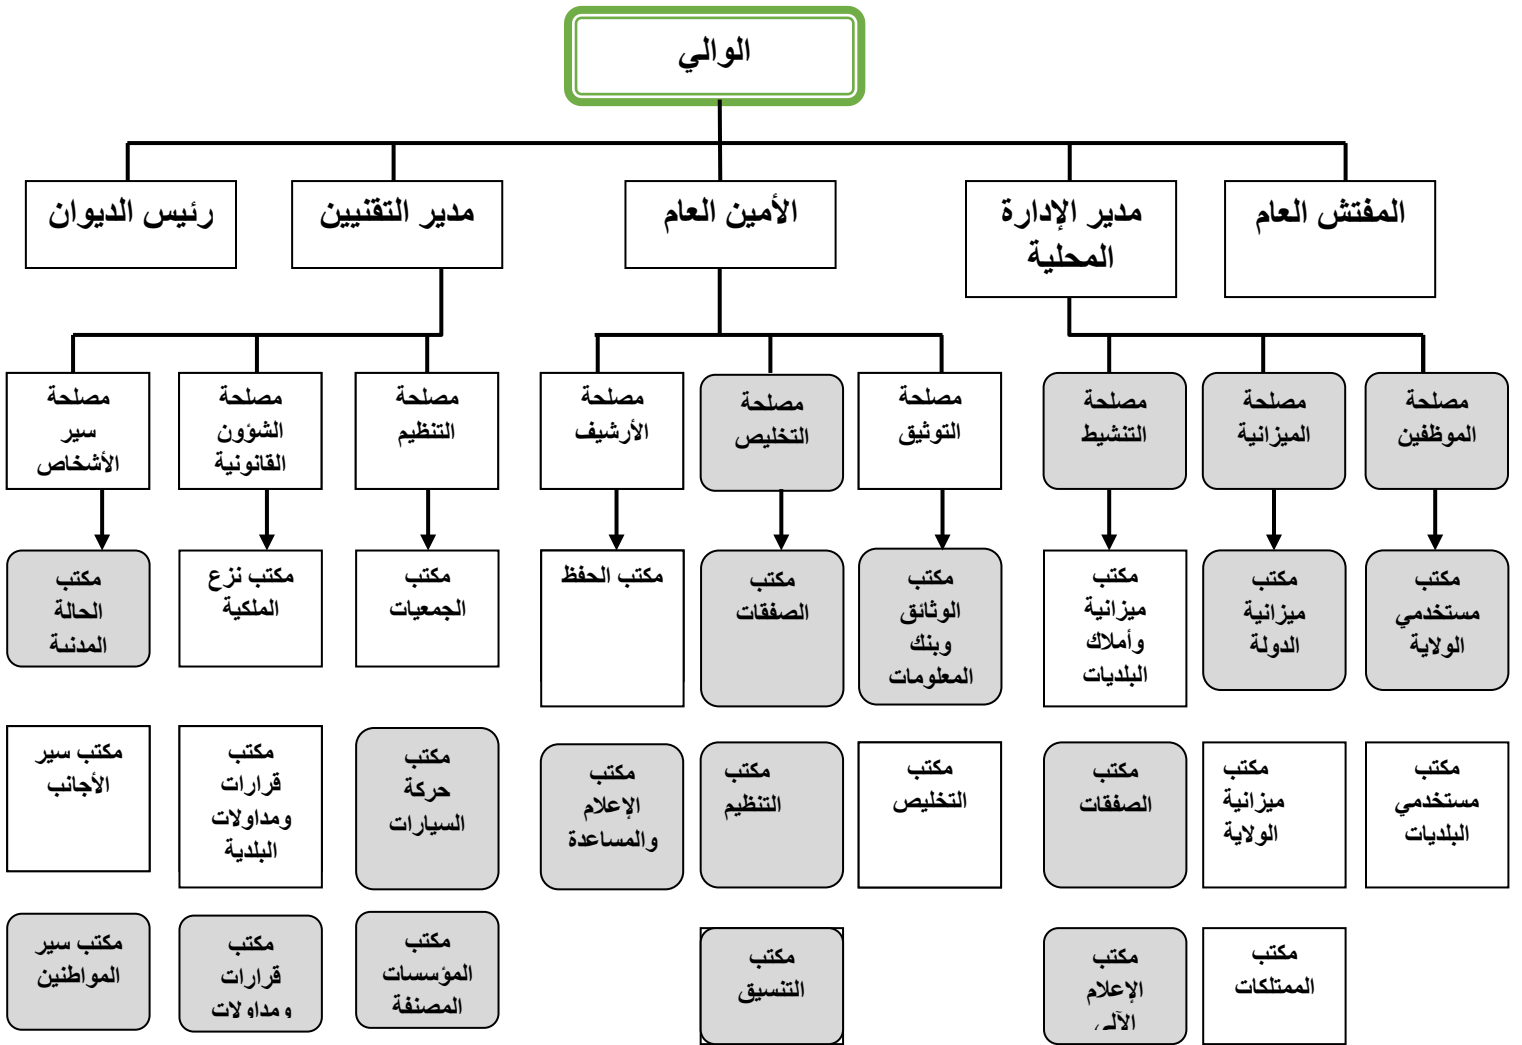 الوالي
المفتش العام
مدير الإدارة
المحلية
الأمين العام
مدير التقنيين
رئيس الديوان
مصلحة
الموظفين
مصلحة
الميزانية
مصلحة
التنشيط
مصلحة
التوثيق
مصلحة
التخليص
مصلحة
الأرشيف
مصلحة
التنظيم
مصلحة
الشؤون
القانونية
مصلحة
سير
الأشخاص
مكتب
مستخدمي
الولاية
مكتب
ميزانية
الدولة
مكتب
ميزانية
وأملاك
البلديات
مكتب
الوثائق
وبنك
المعلومات
مكتب
الصفقات
مكتب الحفظ
مكتب
الجمعيات
مكتب نزع
الملكية
مكتب
الحالة
المدنية
مكتب
مستخدمي
البلديات
مكتب
ميزانية
الولاية
مكتب
الصفقات
مكتب
التخليص
مكتب
التنظيم
مكتب
الإعلام
والمساعدة
مكتب
حركة
السيارات
مكتب
قرارات
ومداولات
البلدية
مكتب سير
الأجانب
مكتب
الممتلكات
مكتب
الإعلام
الآلي
مكتب
التنسيق
مكتب
المؤسسات
المصنفة
مكتب
قرارات
ومداولات
مكتب سير
المواطنين